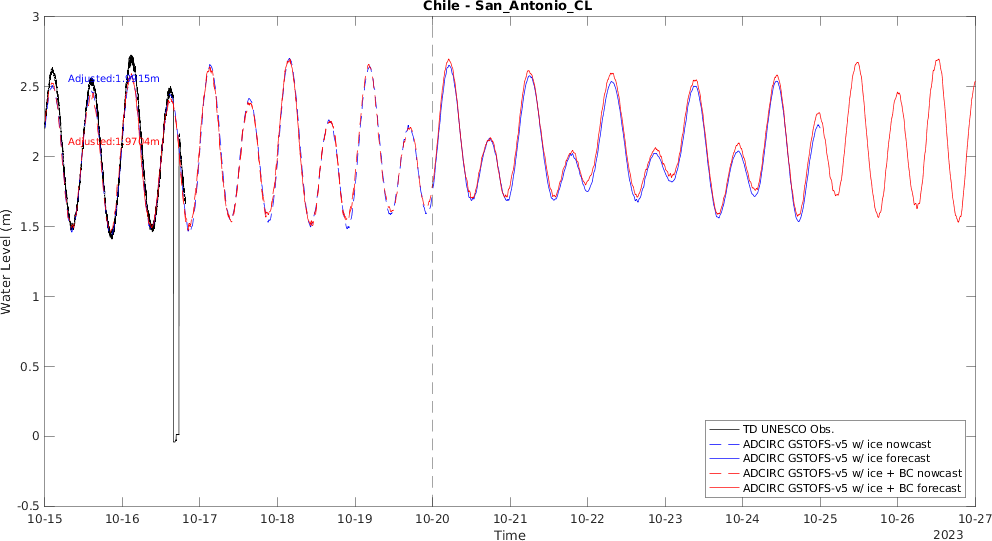 Chile - San_Antonio_CL
3
2.5
2
1.5
1
0.5
0
-0.5
Water Level (m)
Adjusted:1.
Adjusted:1.9704m
TD UNESCO Obs.
ADCIRC GSTOFS-v5 w/ ice nowcast
ADCIRC GSTOFS-v5 w/ ice forecast
ADCIRC GSTOFS-v5 w/ ice + BC nowcast
ADCIRC GSTOFS-v5 w/ ice + BC forecast
10-15 10-16 10-17 10-18 10-19 10-20 10-21 10-22 10-23 10-24 10-25 10-26 10-27
Time
2023